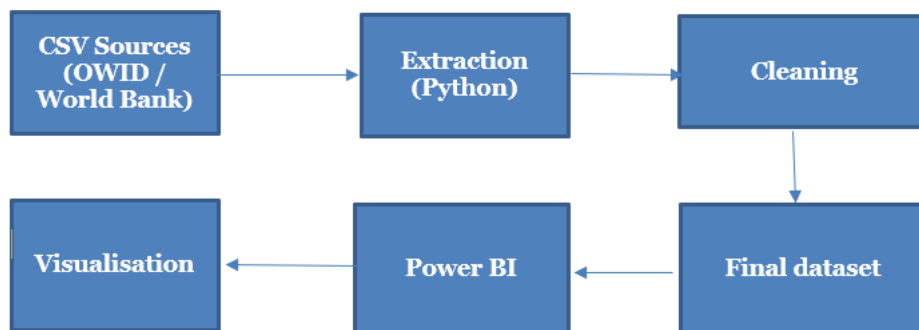 CSV Sources
(OWID /
World Bank)
Extraction
(Python)
Cleaning
Visualisation
Power BI
Final dataset